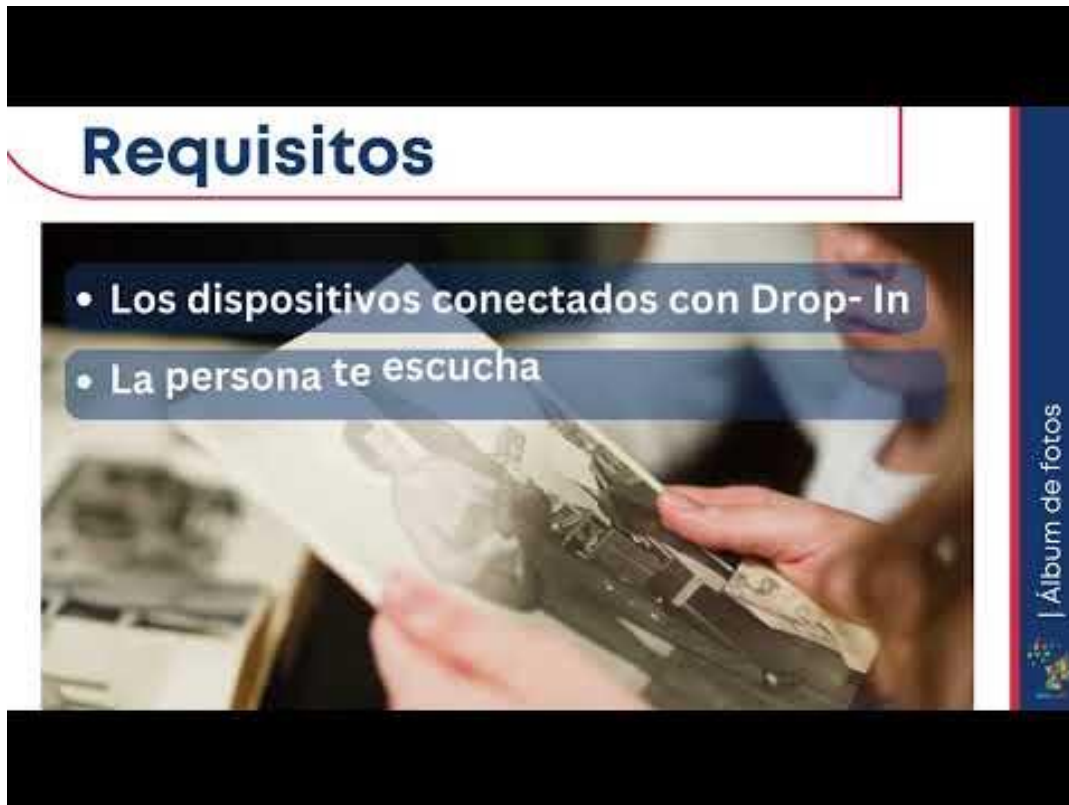 Requisitos
• Los dispositivos conectados con Drop- In
• La persona te escucha
| Álbum de fotos